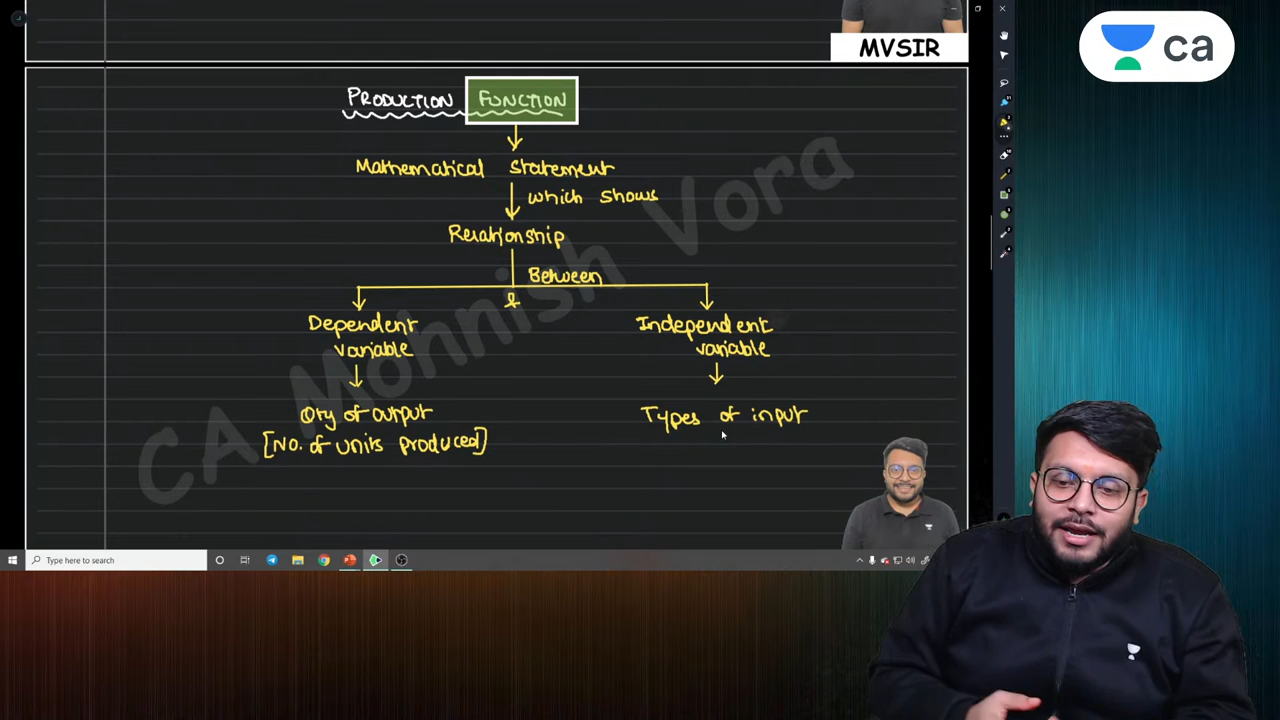 MVSIR
ca
PRODUCTION FUNCTION
Mathematical Statement
which shows
Relationship
Between
&
Dependent variable
Independent variable
Qty of output
[No. of units produced]
Types of input
CA Mohnish Vora
Type here to search